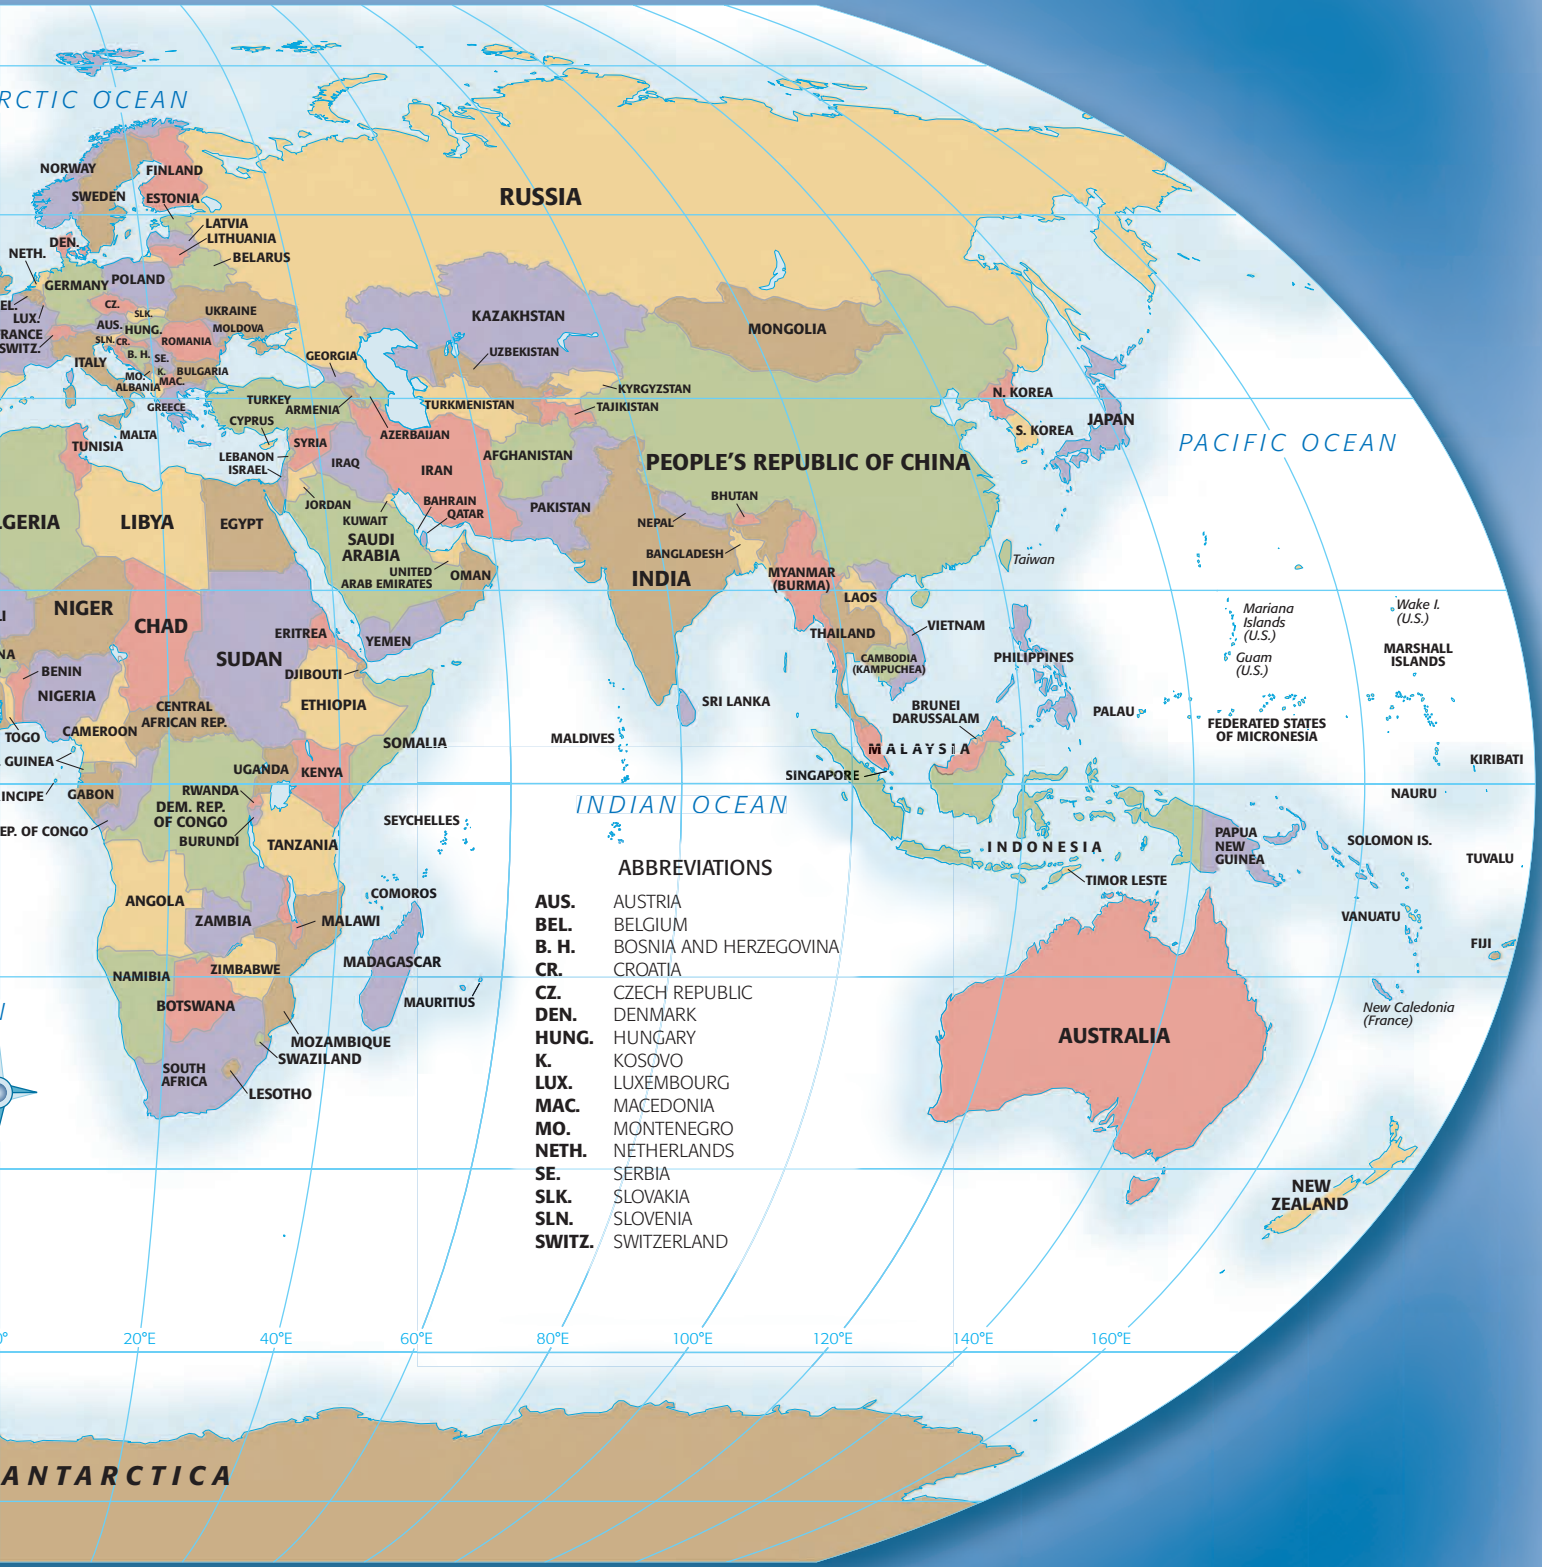 RCTIC OCEAN
NORWAY
FINLAND
SWEDEN
ESTONIA
RUSSIA
LATVIA
LITHUANIA
DEN.
NETH.
BELARUS
GERMANY
POLAND
EL.
LUX.
CZ.
SLK.
UKRAINE
RANCE
AUS.
HUNG.
MOLDOVA
SWITZ.
SLN.
CR.
ROMANIA
ITALY
B. H.
SE.
MO.
K.
BULGARIA
ALBANIA
MAC.
GREECE
GEORGIA
KAZAKHSTAN
UZBEKISTAN
MONGOLIA
KYRGYZSTAN
TAJIKISTAN
TURKMENISTAN
TURKEY
ARMENIA
AZERBAIJAN
CYPRUS
MALTA
TUNISIA
SYRIA
LEBANON
ISRAEL
IRAQ
IRAN
AFGHANISTAN
PEOPLE'S REPUBLIC OF CHINA
N. KOREA
S. KOREA
JAPAN
PACIFIC OCEAN
LGERIA
LIBYA
EGYPT
JORDAN
KUWAIT
BAHRAIN
QATAR
SAUDI
ARABIA
PAKISTAN
NEPAL
BHUTAN
BANGLADESH
UNITED
ARAB EMIRATES
OMAN
INDIA
MYANMAR
(BURMA)
LAOS
Taiwan
LI
NIGER
CHAD
ERITREA
YEMEN
THAILAND
VIETNAM
Mariana
Islands
(U.S.)
Wake I.
(U.S.)
NA
BENIN
SUDAN
DJIBOUTI
CAMBODIA
(KAMPUCHEA)
PHILIPPINES
Guam
(U.S.)
MARSHALL
ISLANDS
NIGERIA
CENTRAL
AFRICAN REP.
ETHIOPIA
SRI LANKA
BRUNEI
DARUSSALAM
PALAU
FEDERATED STATES
OF MICRONESIA
TOGO
CAMEROON
SOMALIA
MALDIVES
MALAYSIA
. GUINEA
UGANDA
KENYA
SINGAPORE
KIRIBATI
INCIPE
GABON
RWANDA
NAURU
DEM. REP.
OF CONGO
INDIAN OCEAN
EP. OF CONGO
BURUNDI
TANZANIA
SEYCHELLES
INDONESIA
PAPUA
NEW
GUINEA
SOLOMON IS.
TUVALU
TIMOR LESTE
ANGOLA
ZAMBIA
MALAWI
COMOROS
VANUATU
FIJI
NAMIBIA
ZIMBABWE
MADAGASCAR
BOTSWANA
MAURITIUS
New Caledonia
(France)
MOZAMBIQUE
SWAZILAND
SOUTH
AFRICA
LESOTHO
AUSTRALIA
NEW
ZEALAND
ABBREVIATIONS
AUS. AUSTRIA
BEL. BELGIUM
B. H. BOSNIA AND HERZEGOVINA
CR. CROATIA
CZ. CZECH REPUBLIC
DEN. DENMARK
HUNG. HUNGARY
K. KOSOVO
LUX. LUXEMBOURG
MAC. MACEDONIA
MO. MONTENEGRO
NETH. NETHERLANDS
SE. SERBIA
SLK. SLOVAKIA
SLN. SLOVENIA
SWITZ. SWITZERLAND
0° 20°E 40°E 60°E 80°E 100°E 120°E 140°E 160°E
ANTARCTICA